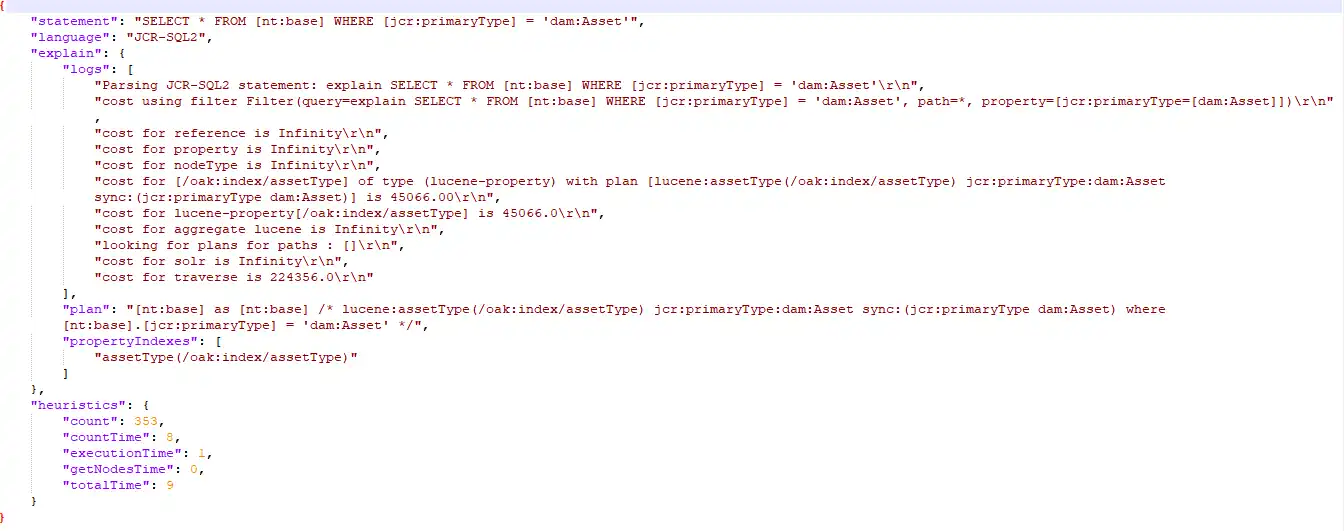 {
"statement": "SELECT * FROM [nt:base] WHERE [jcr:primaryType] = 'dam:Asset'",
"language": "JCR-SQL2",
"explain": {
"logs": [
"Parsing JCR-SQL2 statement: explain SELECT * FROM [nt:base] WHERE [jcr:primaryType] = 'dam:Asset'\r\n",
"cost using filter Filter(query=explain SELECT * FROM [nt:base] WHERE [jcr:primaryType] = 'dam:Asset', path=*, property=[jcr:primaryType=[dam:Asset]])\r\n"
,
"cost for reference is Infinity\r\n",
"cost for property is Infinity\r\n",
"cost for nodeType is Infinity\r\n",
"cost for [/oak:index/assetType] of type (lucene-property) with plan [lucene:assetType(/oak:index/assetType) jcr:primaryType:dam:Asset
sync:(jcr:primaryType dam:Asset)] is 45066.00\r\n",
"cost for lucene-property[/oak:index/assetType] is 45066.0\r\n",
"cost for aggregate lucene is Infinity\r\n",
"looking for plans for paths : []\r\n",
"cost for solr is Infinity\r\n",
"cost for traverse is 224356.0\r\n"
],
"plan": "[nt:base] as [nt:base] /* lucene:assetType(/oak:index/assetType) jcr:primaryType:dam:Asset sync:(jcr:primaryType dam:Asset) where
[nt:base].[jcr:primaryType] = 'dam:Asset' */",
"propertyIndexes": [
"assetType(/oak:index/assetType)"
]
},
"heuristics": {
"count": 353,
"countTime": 8,
"executionTime": 1,
"getNodesTime": 0,
"totalTime": 9
}
}